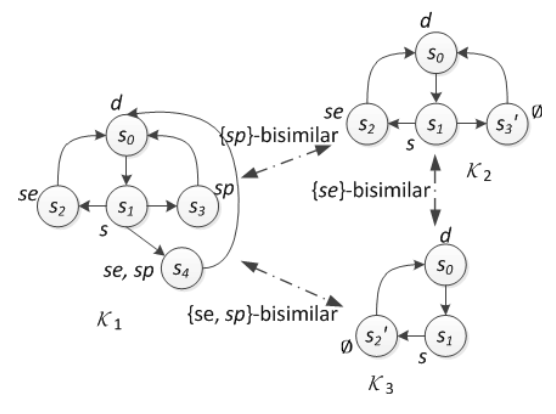 d
s0
se
s2
s1
s
sp
s3
se, sp
s4
𝒦1
{sp}-bisimilar
d
s0
se
s2
s1
s
s3'
∅
𝒦2
{se}-bisimilar
{se, sp}-bisimilar
d
s0
∅
s2'
s
s1
𝒦3